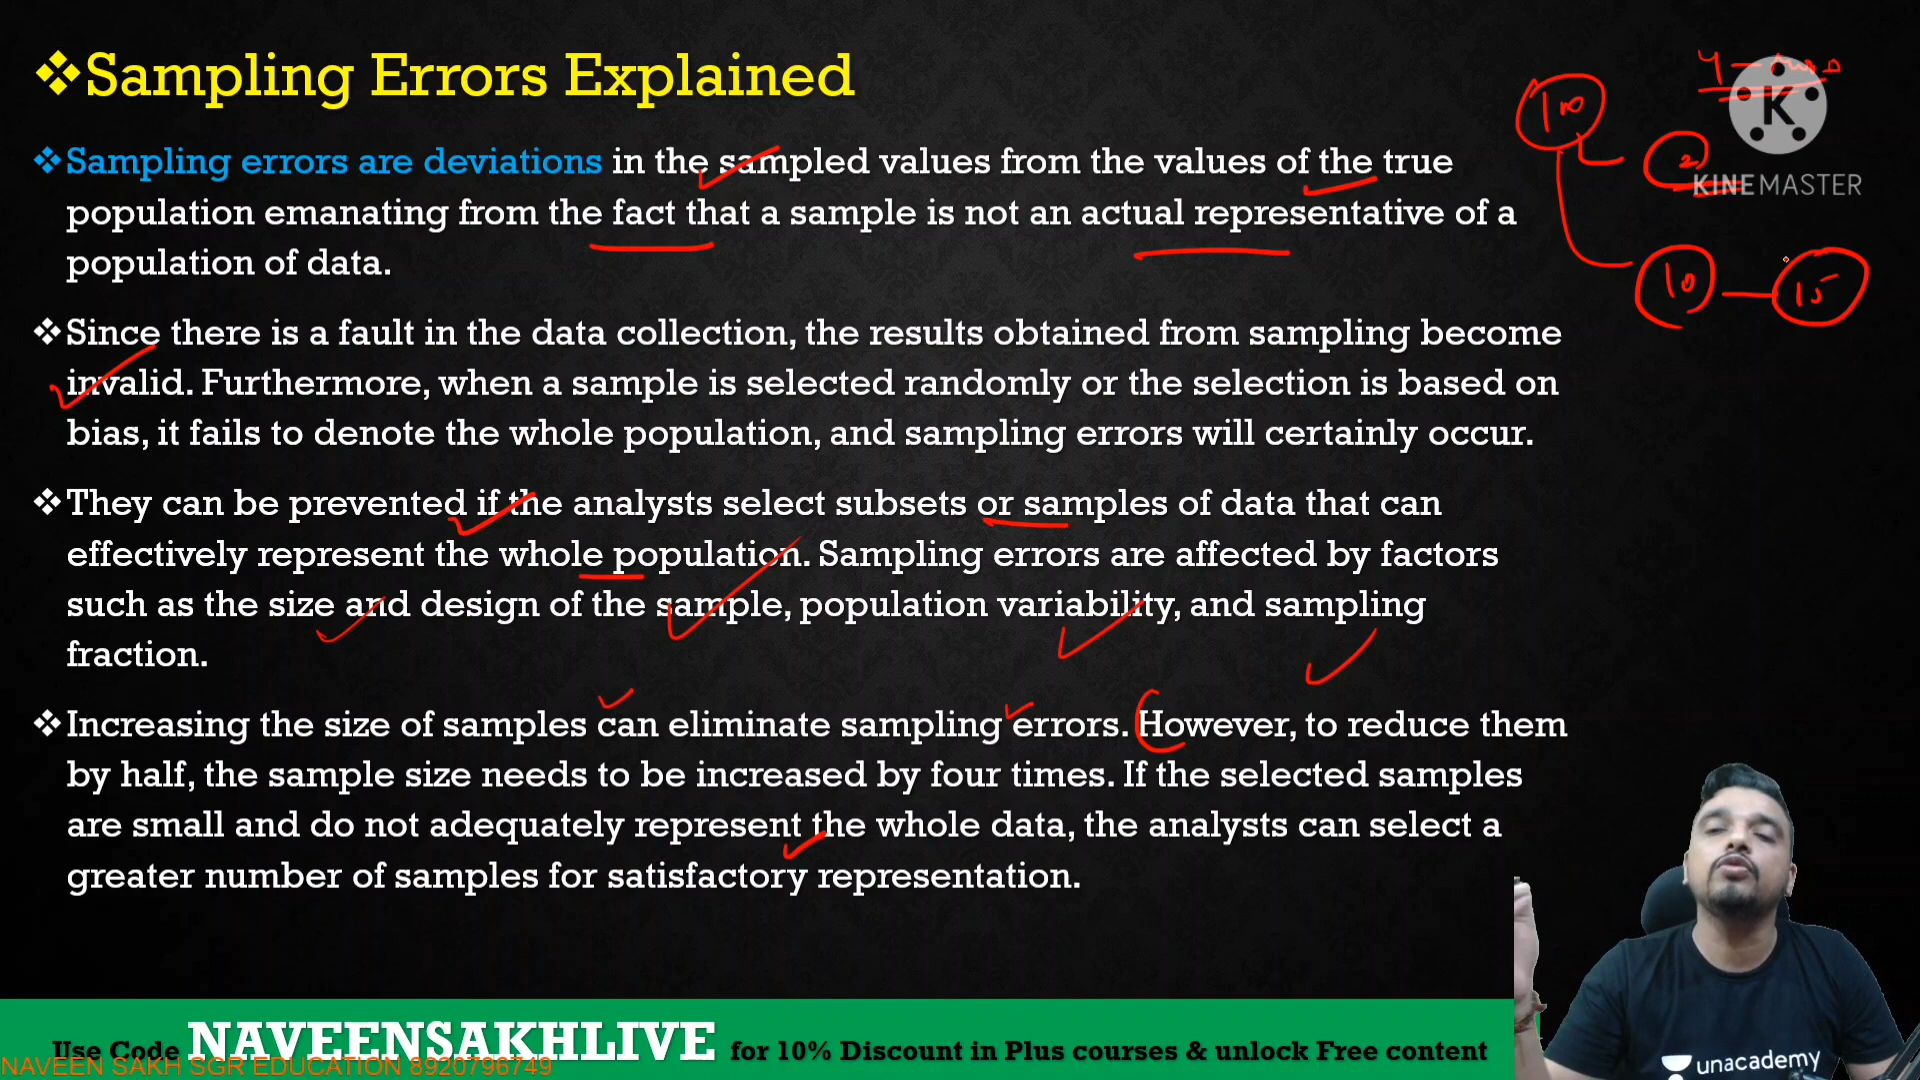 ❖Sampling Errors Explained
❖Sampling errors are deviations in the sampled values from the values of the true
population emanating from the fact that a sample is not an actual representative of a
population of data.
❖Since there is a fault in the data collection, the results obtained from sampling become
invalid. Furthermore, when a sample is selected randomly or the selection is based on
bias, it fails to denote the whole population, and sampling errors will certainly occur.
❖They can be prevented if the analysts select subsets or samples of data that can
effectively represent the whole population. Sampling errors are affected by factors
such as the size and design of the sample, population variability, and sampling
fraction.
❖Increasing the size of samples can eliminate sampling errors. However, to reduce them
by half, the sample size needs to be increased by four times. If the selected samples
are small and do not adequately represent the whole data, the analysts can select a
greater number of samples for satisfactory representation.
100
2
K
KINEMASTER
10
15
Use Code NAVEENSAKHLIVE for 10% Discount in Plus courses & unlock Free content
NAVEEN SAKH SGR EDUCATION 8920796749
unacademy